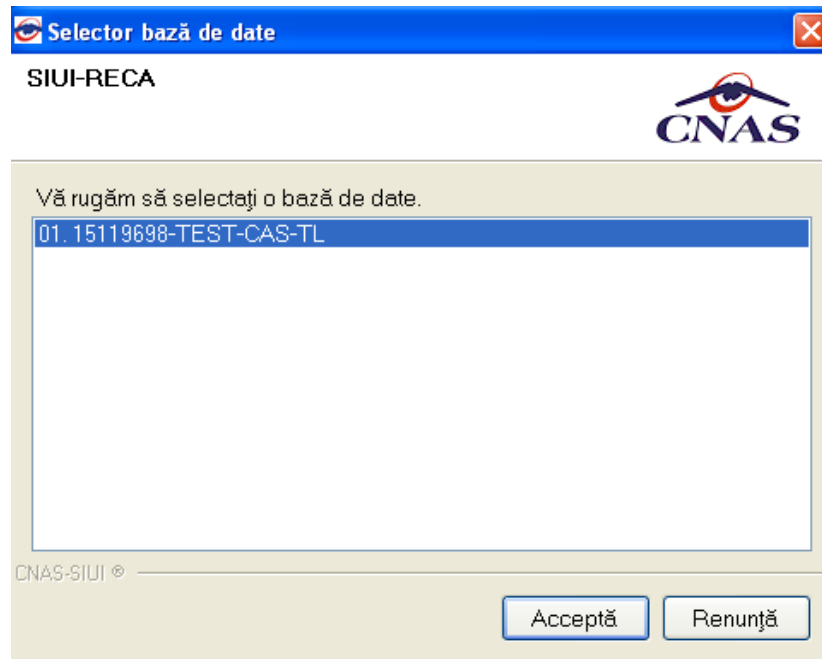 Selector bază de date
SIUI-RECA
CNAS
Vă rugăm să selectaţi o bază de date.
01. 15119698-TEST-CAS-TL
CNAS-SIUI ®
Acceptă
Renunţă